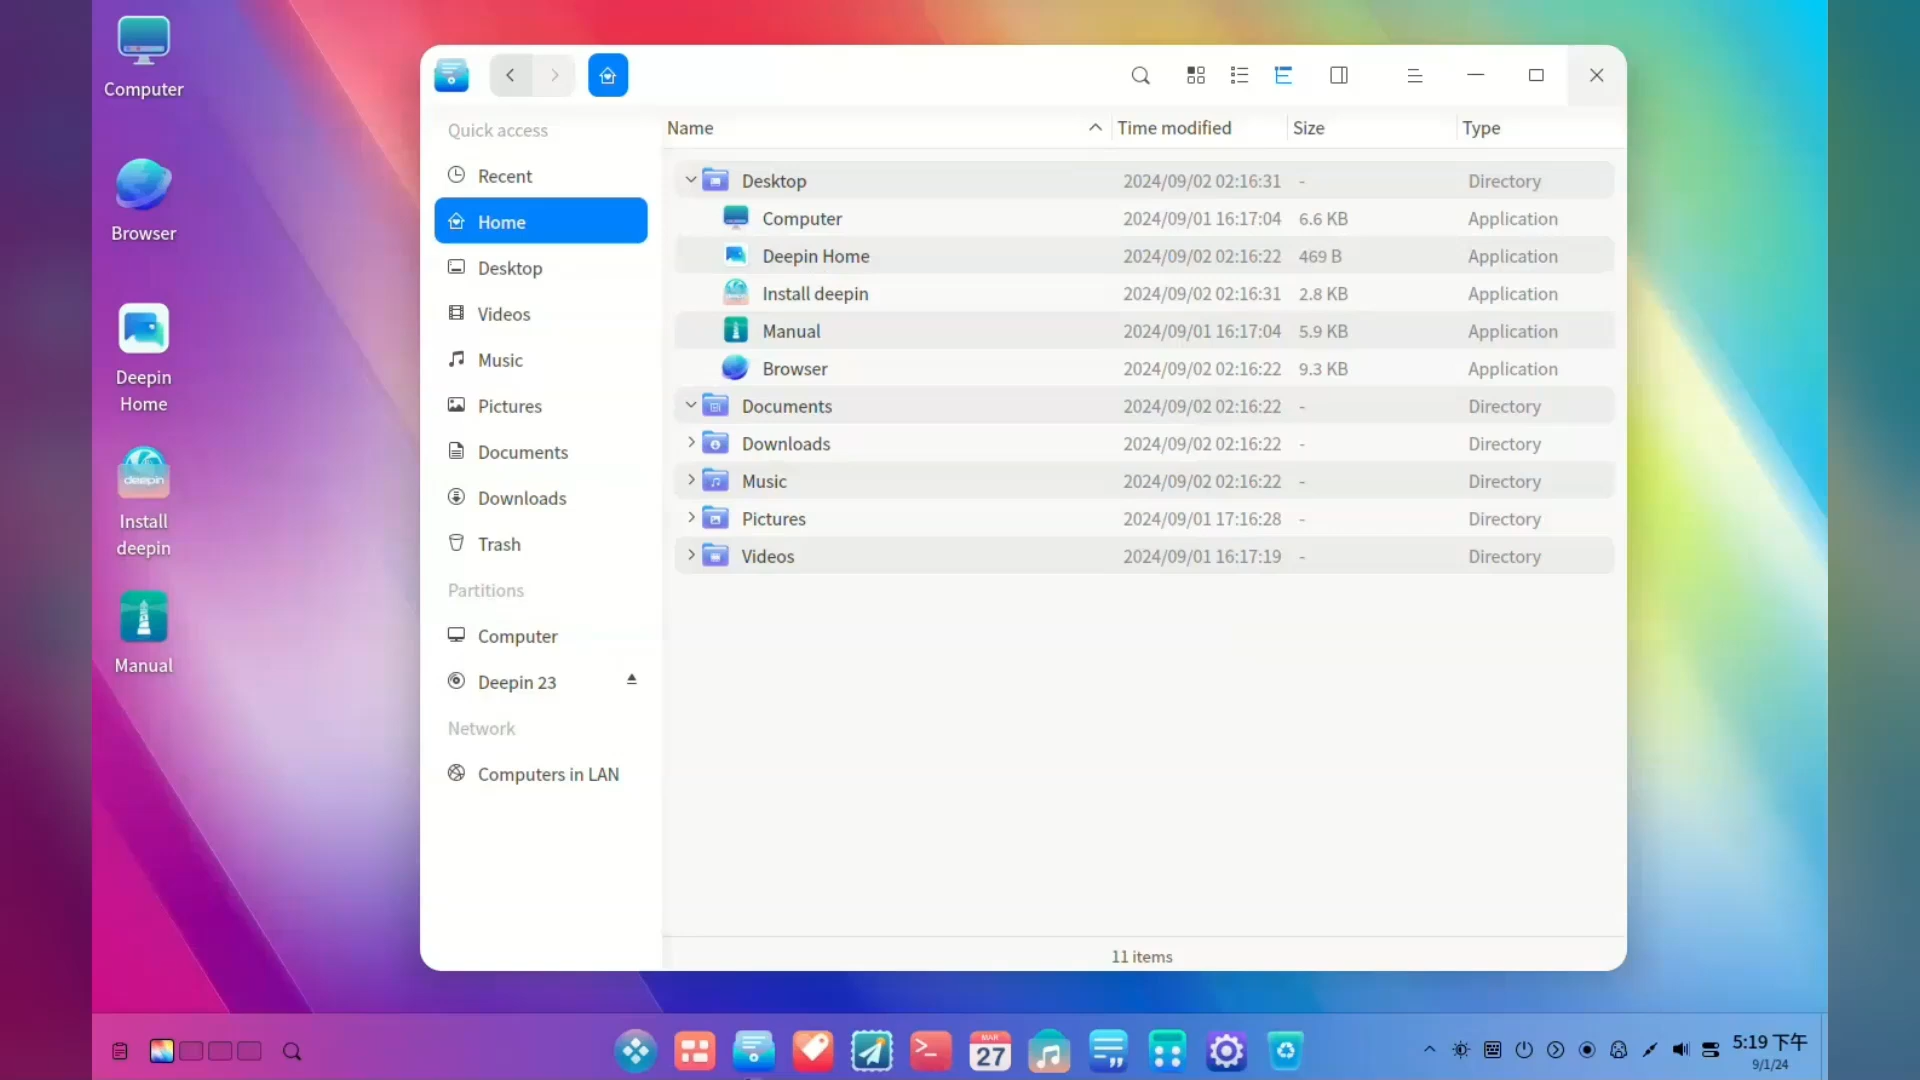 Computer
Browser
Deepin
Home
Install
deepin
Manual
Quick access
Recent
Home
Desktop
Videos
Music
Pictures
Documents
Downloads
Trash
Partitions
Computer
Deepin 23
Network
Computers in LAN
Name Time modified Size Type
Desktop 2024/09/02 02:16:31 - Directory
Computer 2024/09/01 16:17:04 6.6 KB Application
Deepin Home 2024/09/02 02:16:22 469 B Application
Install deepin 2024/09/02 02:16:31 2.8 KB Application
Manual 2024/09/01 16:17:04 5.9 KB Application
Browser 2024/09/02 02:16:22 9.3 KB Application
Documents 2024/09/02 02:16:22 - Directory
Downloads 2024/09/02 02:16:22 - Directory
Music 2024/09/02 02:16:22 - Directory
Pictures 2024/09/01 17:16:28 - Directory
Videos 2024/09/01 16:17:19 - Directory
11 items
MAR
27
5:19 下午
9/1/24